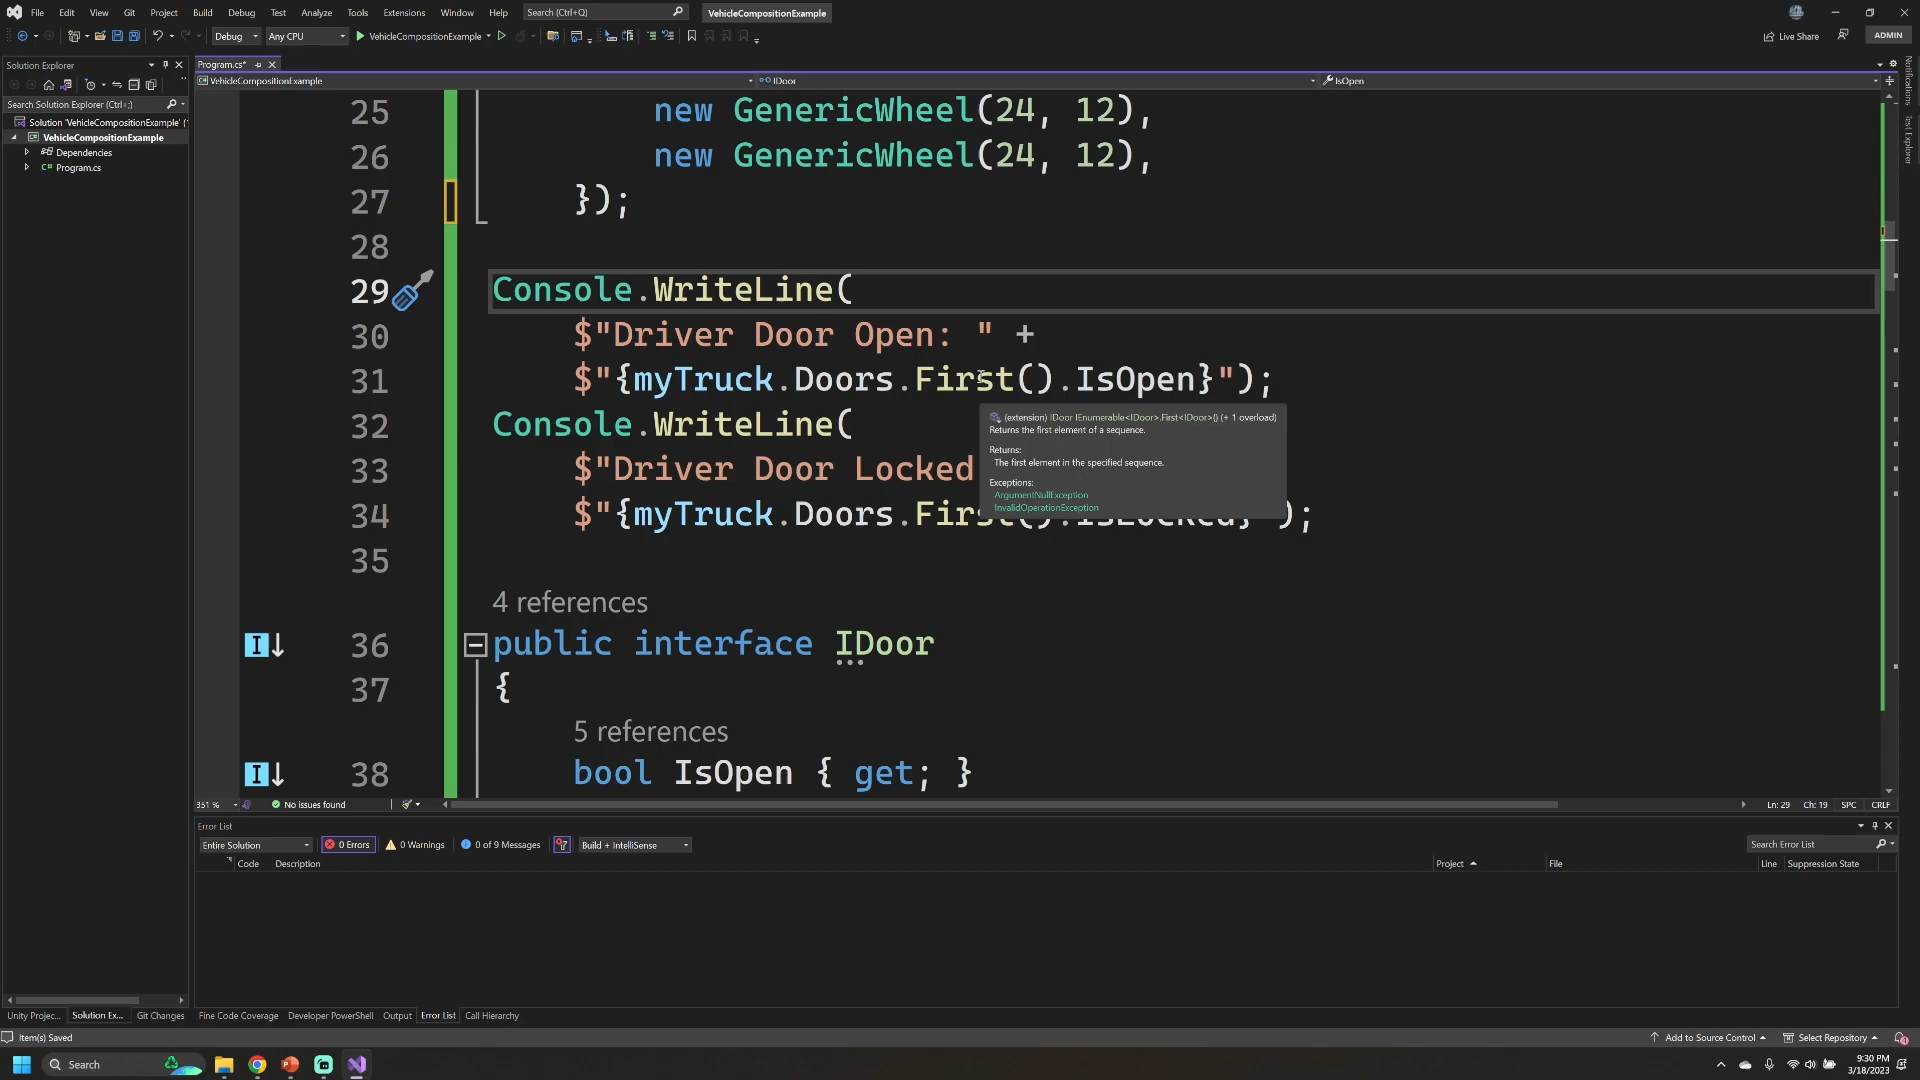 File Edit View Git Project Build Debug Test Analyze Tools Extensions Window Help Search (Ctrl+Q) VehicleCompositionExample
Debug Any CPU VehicleCompositionExample Live Share ADMIN
Solution Explorer
Program.cs*
VehicleCompositionExample IDoor IsOpen
Search Solution Explorer (Ctrl+;)
Solution 'VehicleCompositionExample' (1
VehicleCompositionExample
Dependencies
C# Program.cs
Notifications
Test Explorer
25 new GenericWheel(24, 12),
26 new GenericWheel(24, 12),
27 });
28
29 Console.WriteLine(
30 $"Driver Door Open: " +
31 $"{myTruck.Doors.First().IsOpen}");
32 Console.WriteLine(
33 $"Driver Door Locked
34 $"{myTruck.Doors.First().IsLocked}");
35
(extension) IDoor IEnumerable<IDoor>.First<IDoor>() (+ 1 overload)
Returns the first element of a sequence.
Returns:
The first element in the specified sequence.
Exceptions:
ArgumentNullException
InvalidOperationException
4 references
36 public interface IDoor
37 {
5 references
38 bool IsOpen { get; }
351 % No issues found Ln: 29 Ch: 19 SPC CRLF
Error List
Entire Solution 0 Errors 0 Warnings 0 of 9 Messages Build + IntelliSense Search Error List
Code Description Project File Line Suppression State
Unity Projec... Solution Ex... Git Changes Fine Code Coverage Developer PowerShell Output Error List Call Hierarchy
Item(s) Saved Add to Source Control Select Repository
Search
9:30 PM
3/18/2023